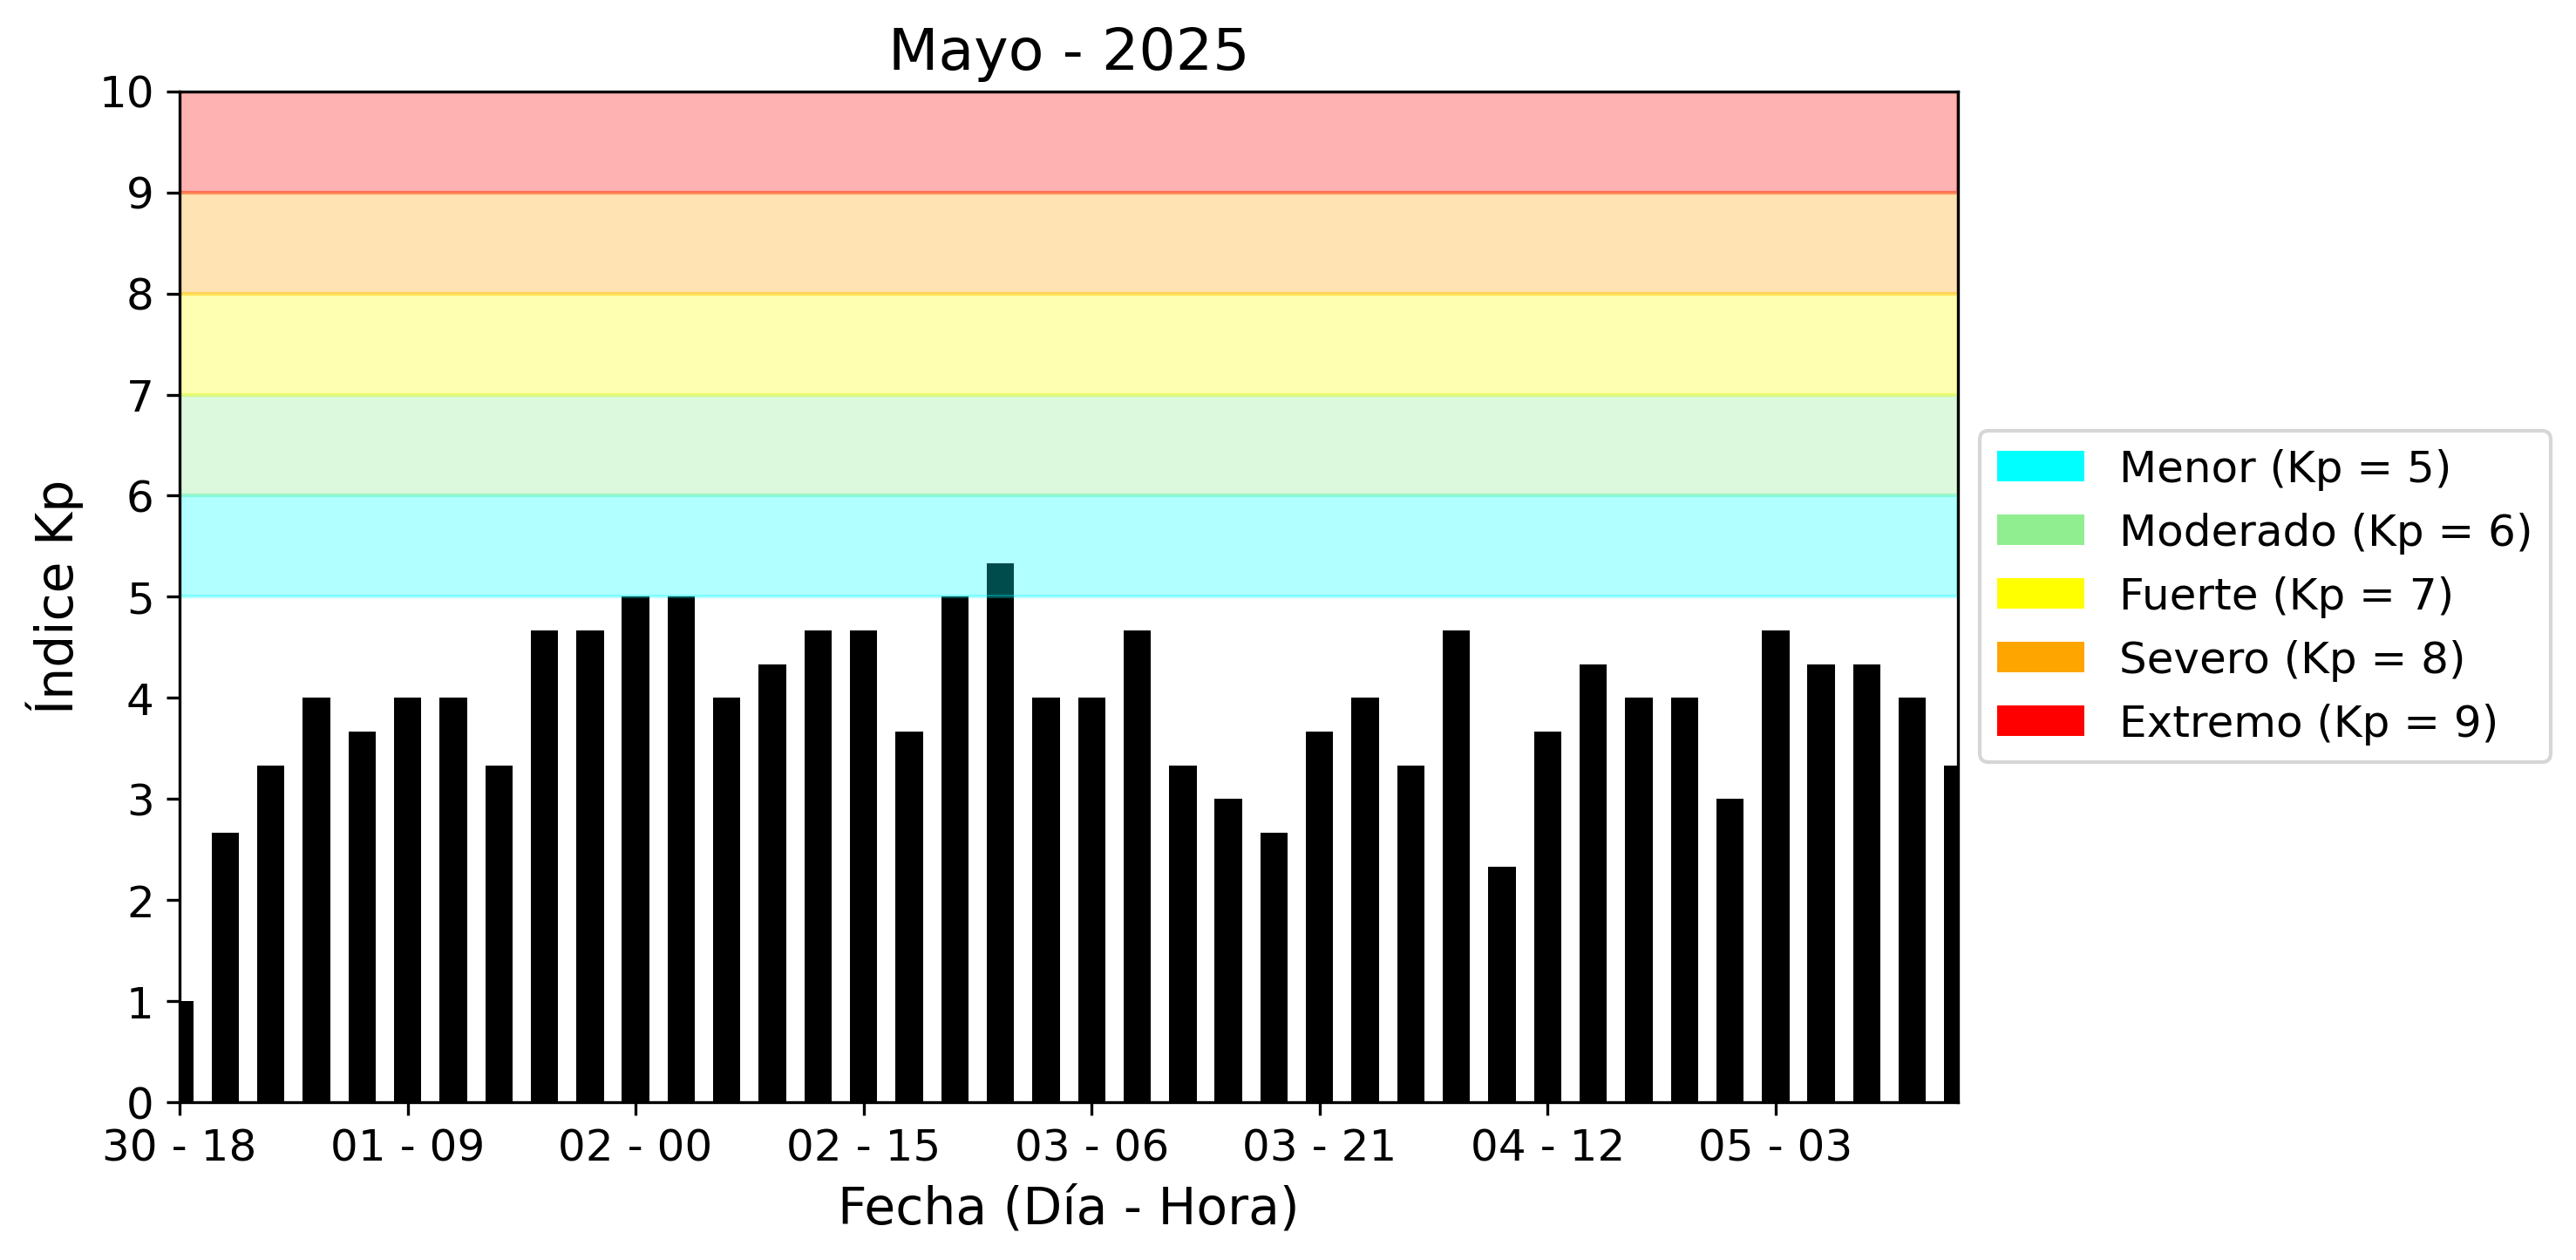 Mayo - 2025
10
9
8
7
6
5
4
3
2
1
0
Índice Kp
30 - 18
01 - 09
02 - 00
02 - 15
03 - 06
03 - 21
04 - 12
05 - 03
Fecha (Día - Hora)
Menor (Kp = 5)
Moderado (Kp = 6)
Fuerte (Kp = 7)
Severo (Kp = 8)
Extremo (Kp = 9)